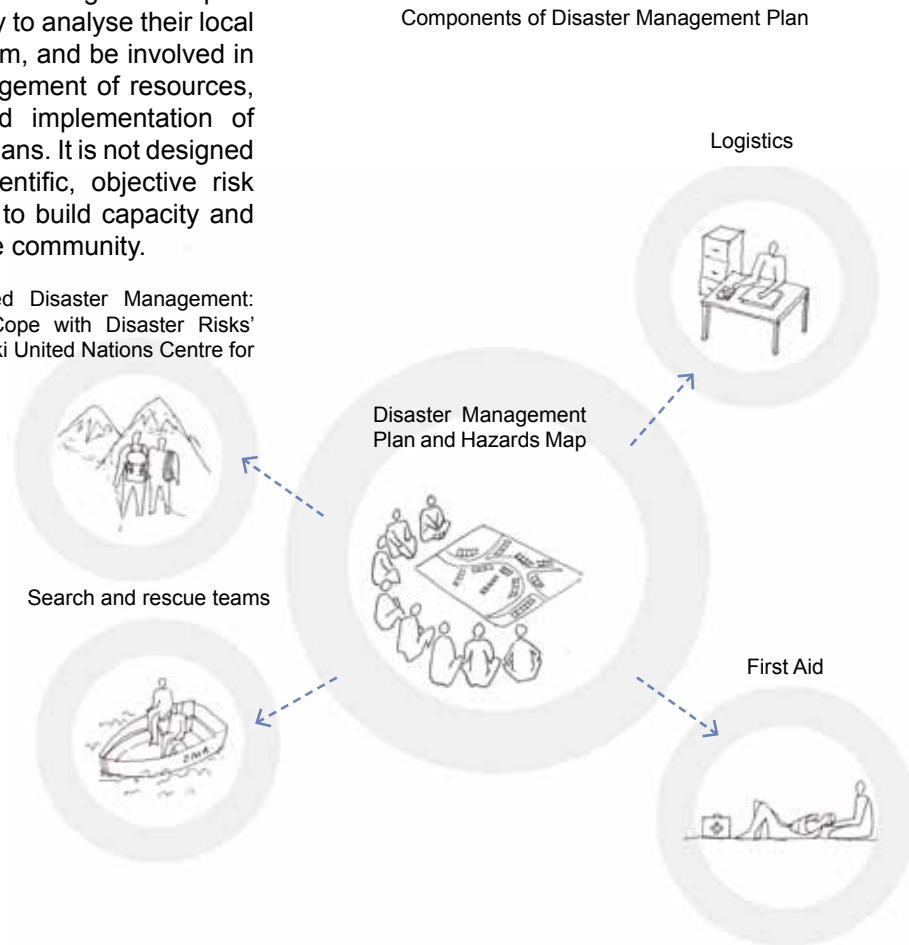 y to analyse their local
m, and be involved in
gement of resources,
d implementation of
ans. It is not designed
entific, objective risk
to build capacity and
e community.
ed Disaster Management:
Cope with Disaster Risks’
ki United Nations Centre for
Components of Disaster Management Plan
Logistics
Disaster Management
Plan and Hazards Map
Search and rescue teams
First Aid